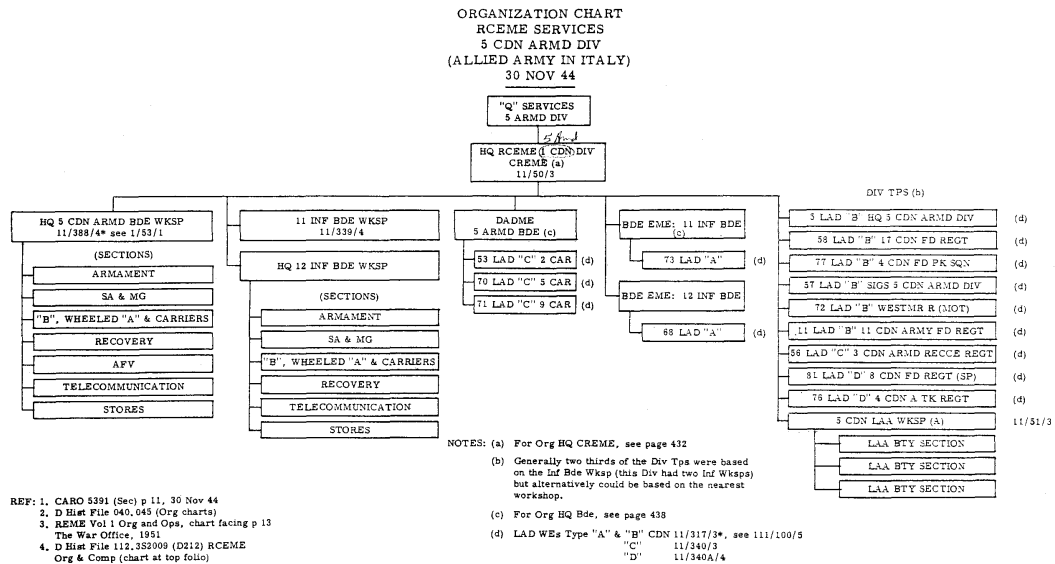 ORGANIZATION CHART
RCEME SERVICES
5 CDN ARMD DIV
(ALLIED ARMY IN ITALY)
30 NOV 44
"Q" SERVICES
5 ARMD DIV
5 Amd
HQ RCEME (1 CDN) DIV
CREME (a)
11/50/3
HQ 5 CDN ARMD BDE WKSP
11/388/4* see 1/53/1
(SECTIONS)
ARMAMENT
SA & MG
"B", WHEELED "A" & CARRIERS
RECOVERY
AFV
TELECOMMUNICATION
STORES
11 INF BDE WKSP
11/339/4
HQ 12 INF BDE WKSP
(SECTIONS)
ARMAMENT
SA & MG
"B", WHEELED "A" & CARRIERS
RECOVERY
TELECOMMUNICATION
STORES
DADME
5 ARMD BDE (c)
53 LAD "C" 2 CAR (d)
70 LAD "C" 5 CAR (d)
71 LAD "C" 9 CAR (d)
BDE EME: 11 INF BDE
(c)
73 LAD "A" (d)
BDE EME: 12 INF BDE
68 LAD "A" (d)
DIV TPS (b)
5 LAD "B" HQ 5 CDN ARMD DIV (d)
58 LAD "B" 17 CDN FD REGT (d)
77 LAD "B" 4 CDN FD PK SQN (d)
57 LAD "B" SIGS 5 CDN ARMD DIV (d)
72 LAD "B" WESTMR R (MOT) (d)
11 LAD "B" 11 CDN ARMY FD REGT (d)
56 LAD "C" 3 CDN ARMD RECCE REGT (d)
81 LAD "D" 8 CDN FD REGT (SP) (d)
76 LAD "D" 4 CDN A TK REGT (d)
5 CDN LAA WKSP (A) 11/51/3
LAA BTY SECTION
LAA BTY SECTION
LAA BTY SECTION
NOTES: (a) For Org HQ CREME, see page 432
(b) Generally two thirds of the Div Tps were based
on the Inf Bde Wksp (this Div had two Inf Wksps)
but alternatively could be based on the nearest
workshop.
(c) For Org HQ Bde, see page 438
(d) LAD WEs Type "A" & "B" CDN 11/317/3*, see 111/100/5
"C" 11/340/3
"D" 11/340A/4
REF: 1. CARO 5391 (Sec) p 11, 30 Nov 44
2. D Hist File 040.045 (Org charts)
3. REME Vol 1 Org and Ops, chart facing p 13
The War Office, 1951
4. D Hist File 112.3S2009 (D212) RCEME
Org & Comp (chart at top folio)